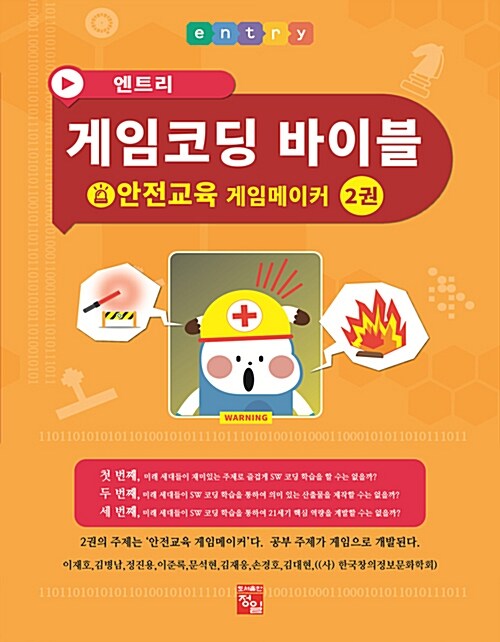 entry
엔트리
게임코딩 바이블
안전교육 게임메이커 2권
WARNING
첫 번째, 미래 세대들이 재미있는 주제로 즐겁게 SW 코딩 학습을 할 수는 없을까?
두 번째, 미래 세대들이 SW 코딩 학습을 통하여 의미 있는 산출물을 제작할 수는 없을까?
세 번째, 미래 세대들이 SW 코딩 학습을 통하여 21세기 핵심 역량을 계발할 수는 없을까?
2권의 주제는 '안전교육 게임메이커'다. 공부 주제가 게임으로 개발된다.
이재호,김병남,정진용,이준록,문석현,김재웅,손경호,김대현,((사) 한국창의정보문화학회)
도서출판
정일